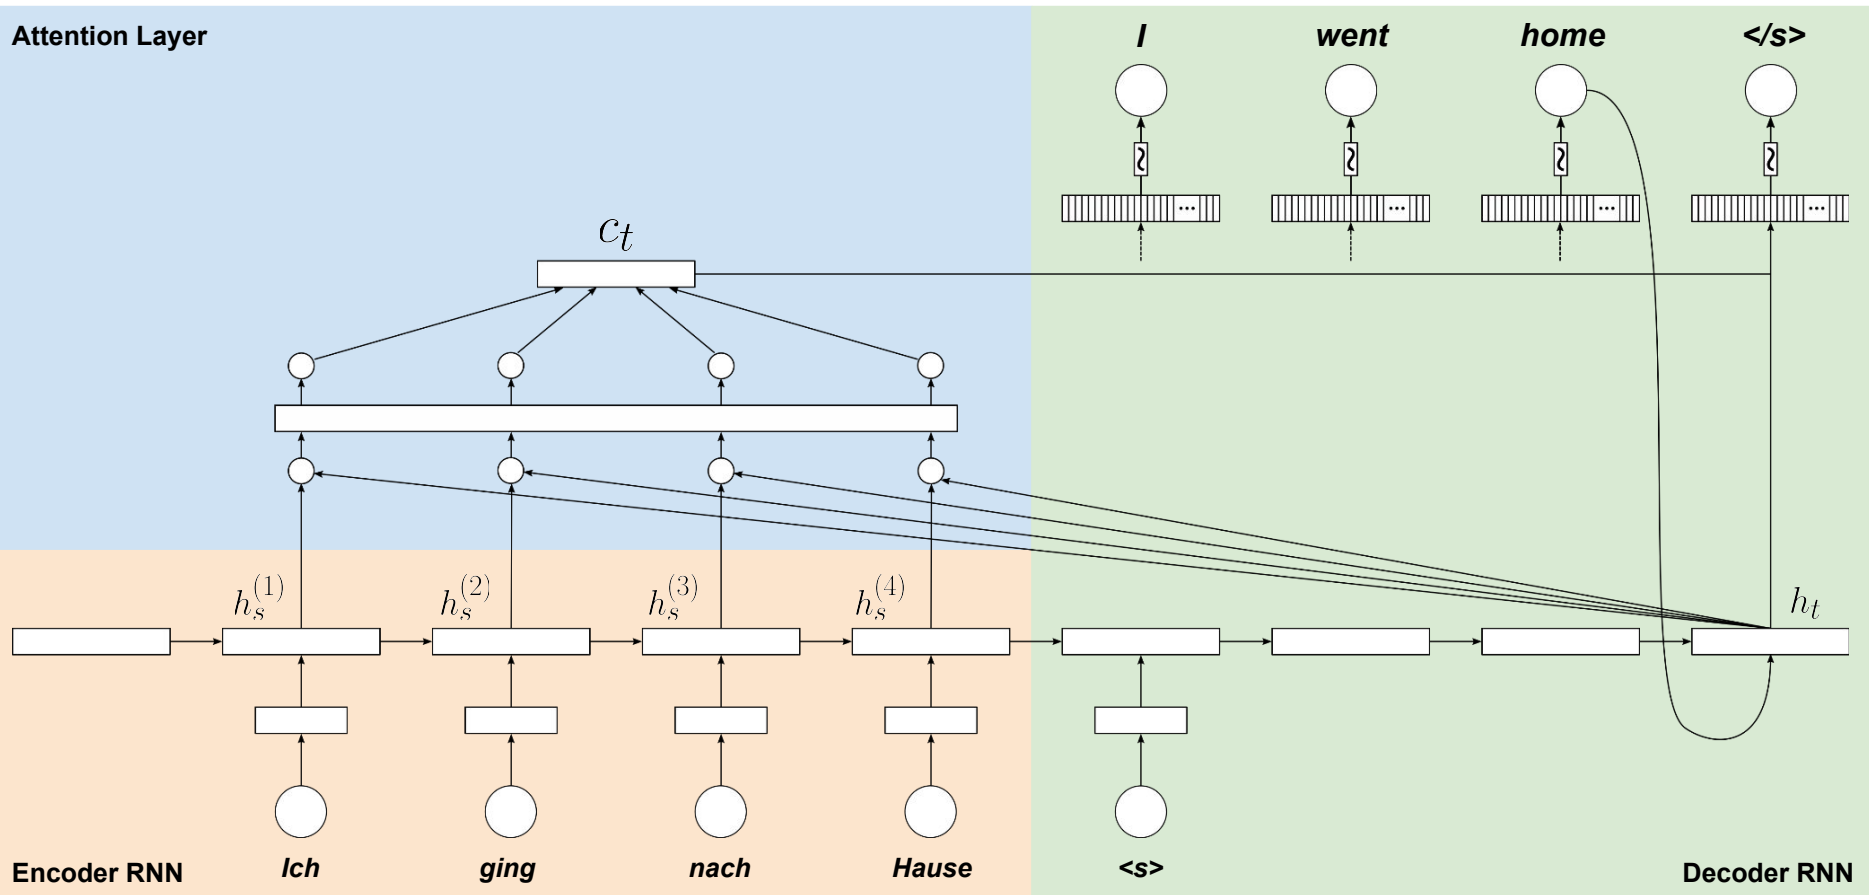 Attention Layer
I went home </s>
...
...
...
...
c_t
h_s^{(1)} h_s^{(2)} h_s^{(3)} h_s^{(4)} h_t
Ich ging nach Hause <s>
Encoder RNN
Decoder RNN